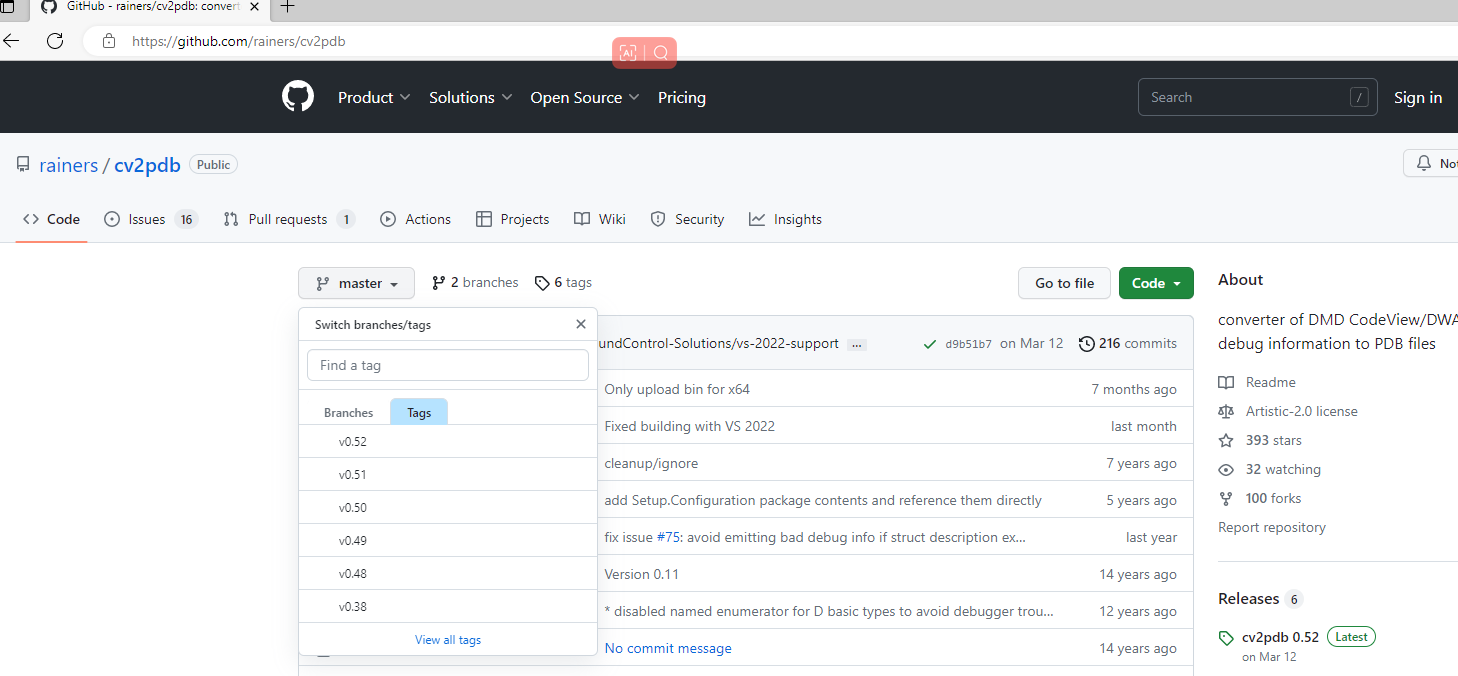 GitHub - rainers/cv2pdb: convert
https://github.com/rainers/cv2pdb
AI
Product Solutions Open Source Pricing Search / Sign in
rainers / cv2pdb Public
Code Issues 16 Pull requests 1 Actions Projects Wiki Security Insights
master 2 branches 6 tags Go to file Code
Switch branches/tags
Find a tag
Branches Tags
v0.52
v0.51
v0.50
v0.49
v0.48
v0.38
View all tags
undControl-Solutions/vs-2022-support ... d9b51b7 on Mar 12 216 commits
Only upload bin for x64 7 months ago
Fixed building with VS 2022 last month
cleanup/ignore 7 years ago
add Setup.Configuration package contents and reference them directly 5 years ago
fix issue #75: avoid emitting bad debug info if struct description ex... last year
Version 0.11 14 years ago
* disabled named enumerator for D basic types to avoid debugger trou... 12 years ago
No commit message 14 years ago
About
converter of DMD CodeView/DWA
debug information to PDB files
Readme
Artistic-2.0 license
393 stars
32 watching
100 forks
Report repository
Releases 6
cv2pdb 0.52 Latest
on Mar 12